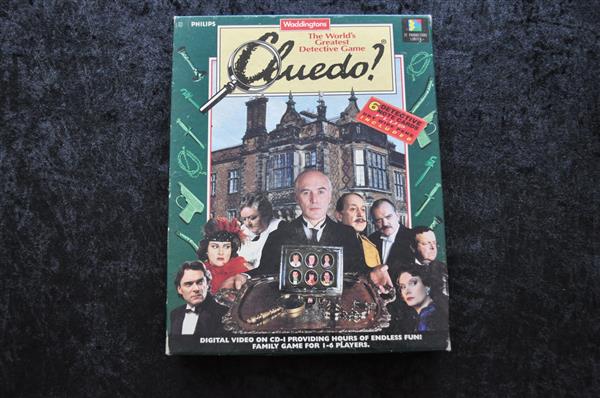 PHILIPS
Waddingtons
The World's
Greatest
Detective Game
Cluedo!®
6 DETECTIVE
INCLUDED
DIGITAL VIDEO ON CD-I PROVIDING HOURS OF ENDLESS FUN!
FAMILY GAME FOR 1-6 PLAYERS.